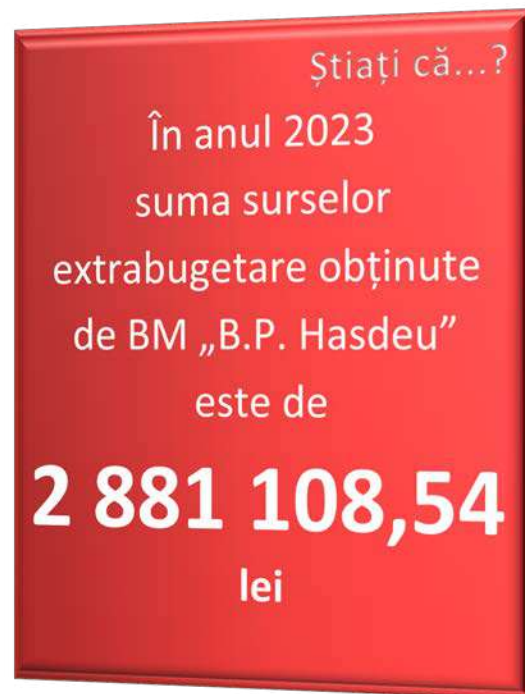 Știați că...?
În anul 2023
suma surselor
extrabugetare obținute
de BM „B.P. Hasdeu”
este de
2 881 108,54
lei